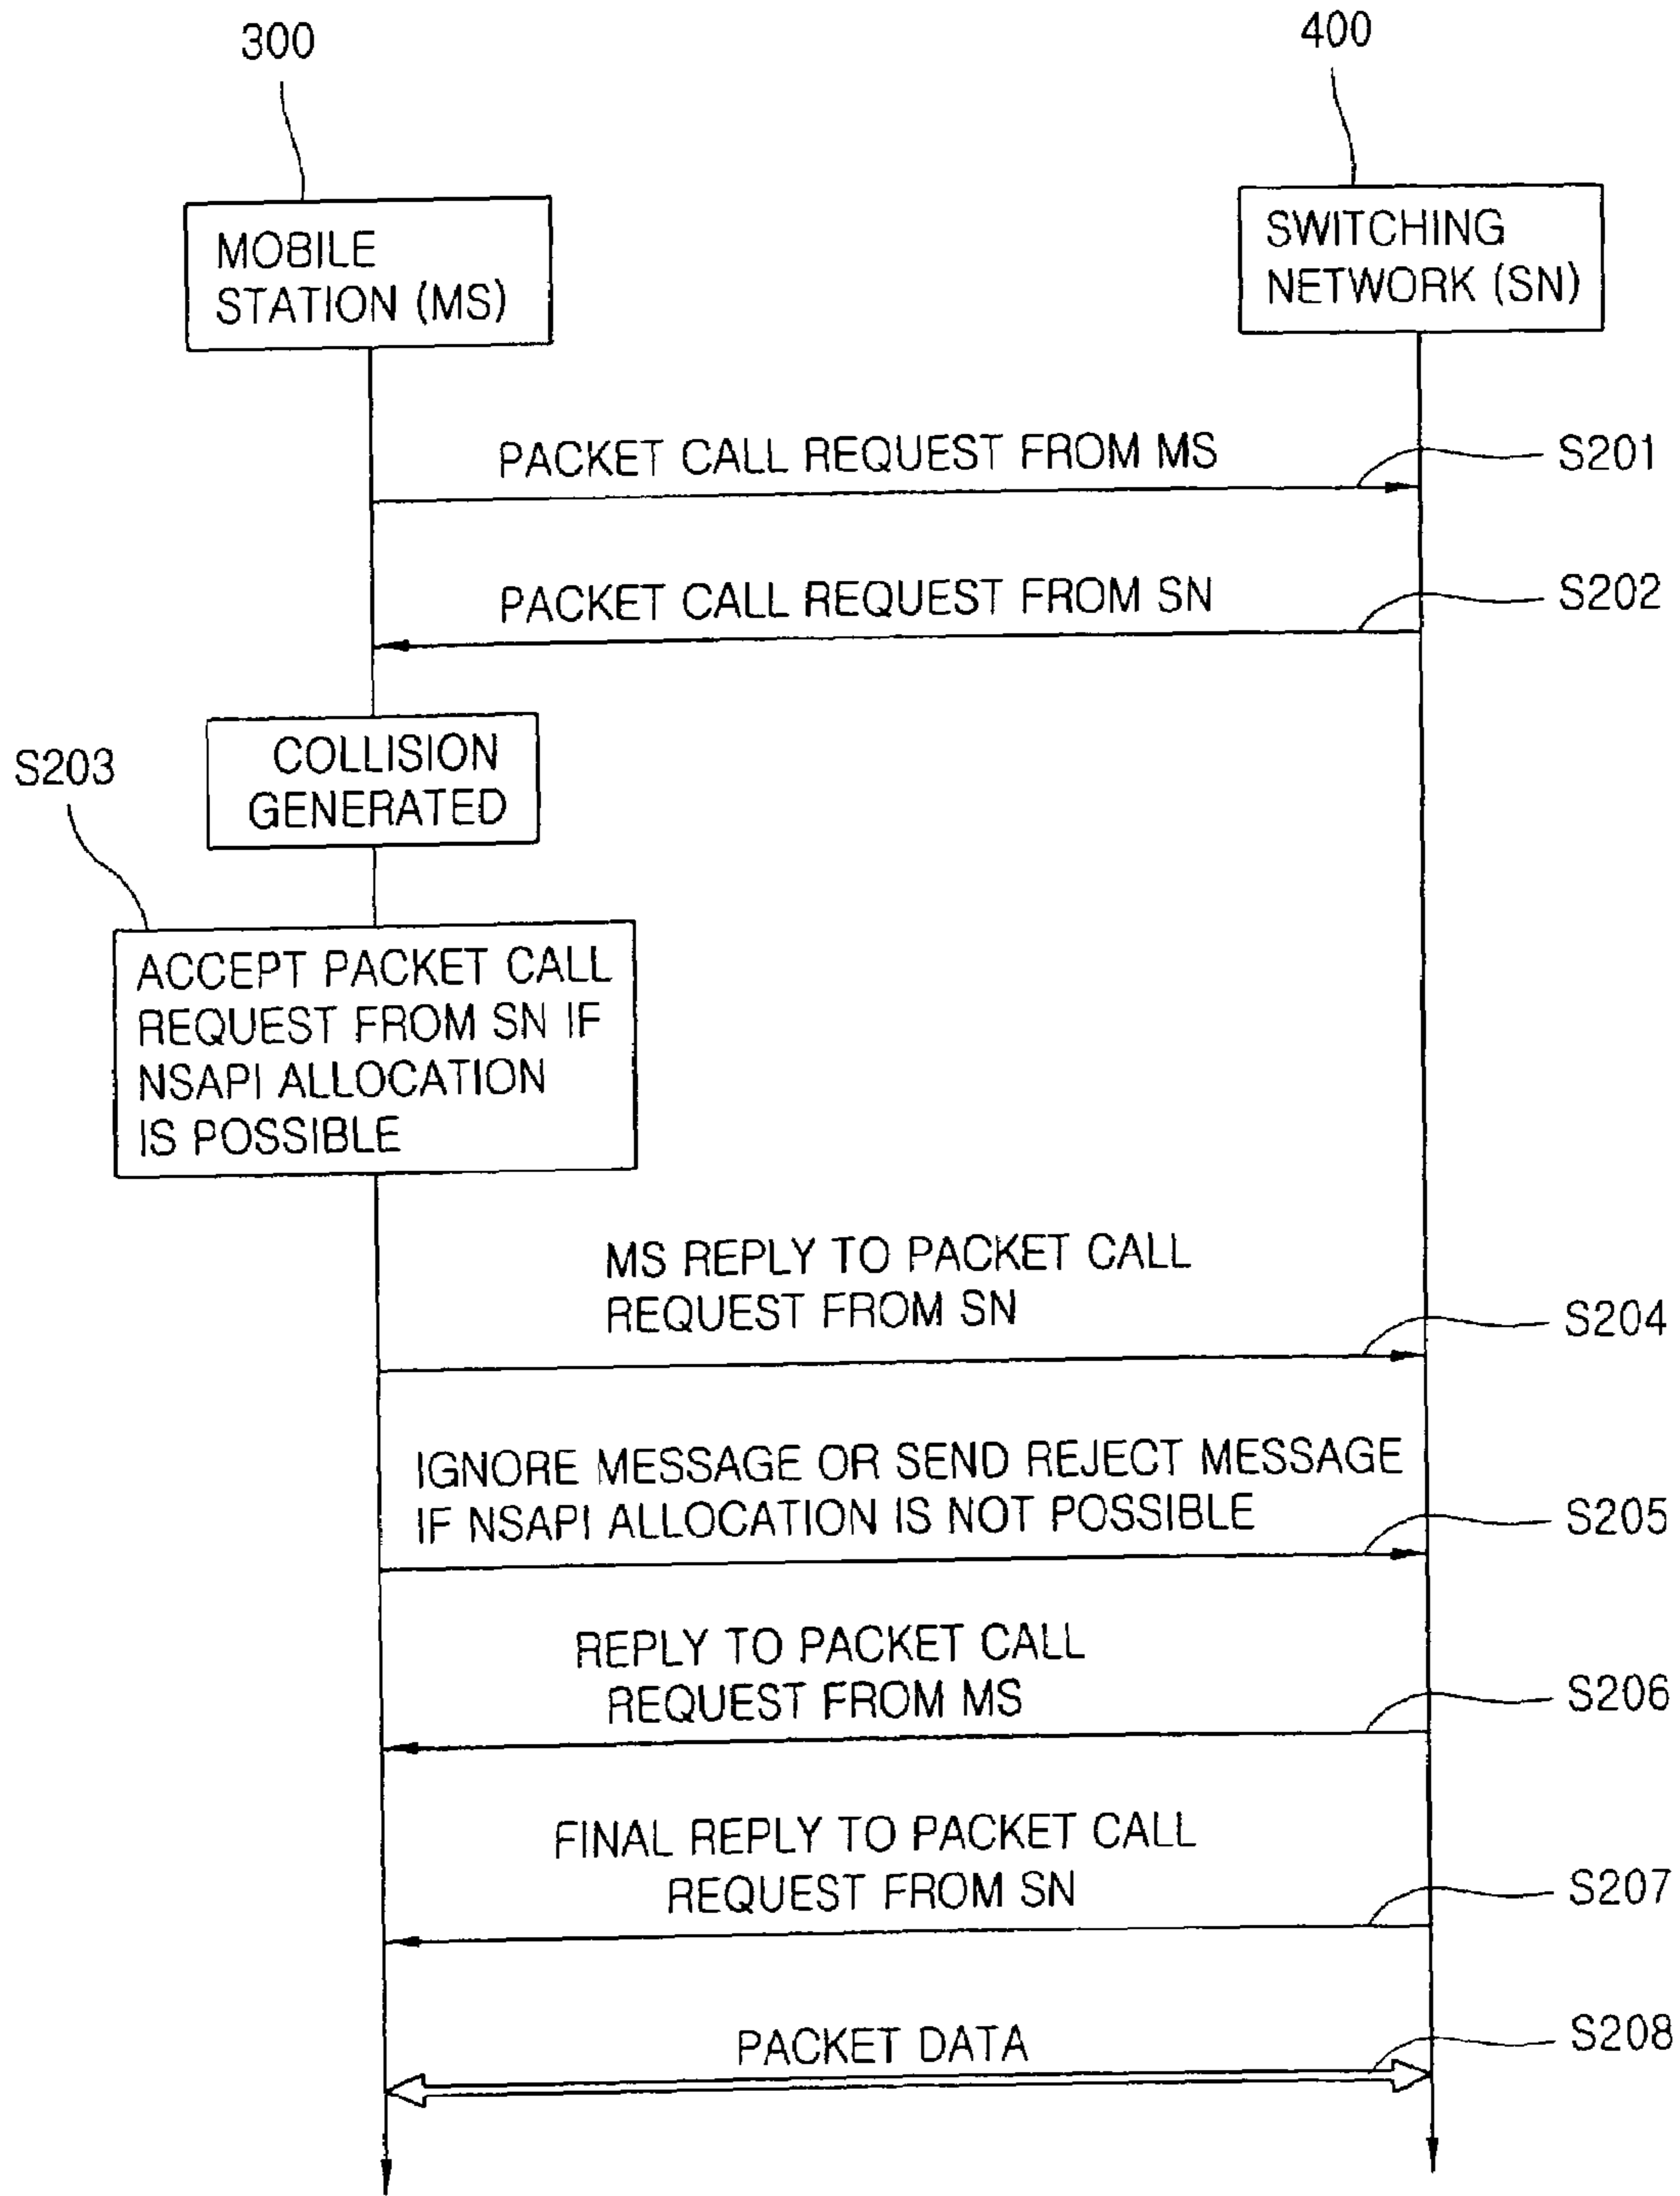 300
400
MOBILE
STATION (MS)
SWITCHING
NETWORK (SN)
PACKET CALL REQUEST FROM MS
S201
PACKET CALL REQUEST FROM SN
S202
COLLISION
GENERATED
S203
ACCEPT PACKET CALL
REQUEST FROM SN IF
NSAPI ALLOCATION
IS POSSIBLE
MS REPLY TO PACKET CALL
REQUEST FROM SN
S204
IGNORE MESSAGE OR SEND REJECT MESSAGE
IF NSAPI ALLOCATION IS NOT POSSIBLE
S205
REPLY TO PACKET CALL
REQUEST FROM MS
S206
FINAL REPLY TO PACKET CALL
REQUEST FROM SN
S207
PACKET DATA
S208